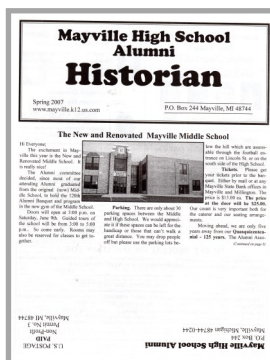 Mayville High School
Alumni
Historian
Spring 2007
www.mayville.k12.us.com
P.O. Box 244 Mayville, MI 48744
The New and Renovated Mayville Middle School
Hi Everyone;
The excitement in Mayville this year is the New and
Renovated Middle School. It
is really nice!
The Alumni committee
decided, since most of our
attending Alumni graduated
from the original (now) Middle
School, to hold the 120th
Alumni Banquet and program
in the new gym of the Middle School.
Doors will open at 2:00 p.m. on
Saturday, June 9th. Guided tours of
the school will be from 3:00 to 5:00
p.m. So come early. Rooms may
also be reserved for classes to get to-
gether.
Parking. There are only 30
parking spaces between the Middle
and High School. We would appreci-
ate it if these spaces can be left for the
handicap or those that can't walk a
great distance. You may drop people
off but please use the parking lots be-
low the hill which are acces-
sible through the football en-
trance on Lincoln St. or on the
south side of the High School.
Tickets. Please get
your tickets prior to the ban-
quet. Either by mail or at any
Mayville State Bank offices in
Mayville and Millington. The
price is $15.00 ea. The price
at the door will be $25.00.
Our count is very important both for
the caterer and our seating arrange-
ments.
Moving ahead, we are only five
years away from our Quasquicenten-
nial - 125 years. The Alumni Asso-
(Continued on page 2)
Mayville High School Alumni
P.O. Box 244
Mayville, Michigan 48744-0244
U.S. POSTAGE
PAID
Non-Profit
Permit No. 3
Mayville, MI 48744